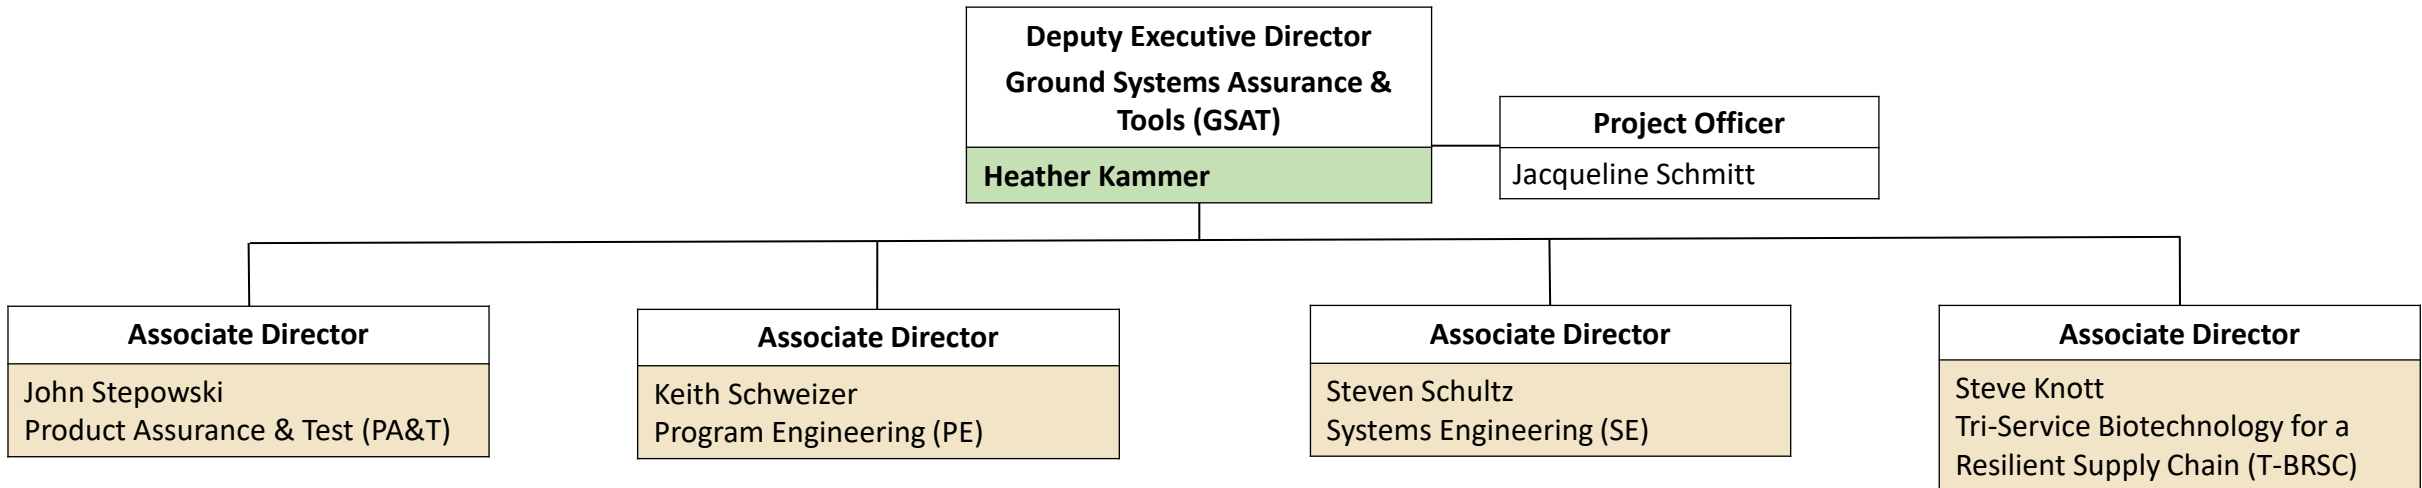 Deputy Executive Director
Ground Systems Assurance &
Tools (GSAT)
Heather Kammer
Project Officer
Jacqueline Schmitt
Associate Director
John Stepowski
Product Assurance & Test (PA&T)
Associate Director
Keith Schweizer
Program Engineering (PE)
Associate Director
Steven Schultz
Systems Engineering (SE)
Associate Director
Steve Knott
Tri-Service Biotechnology for a
Resilient Supply Chain (T-BRSC)